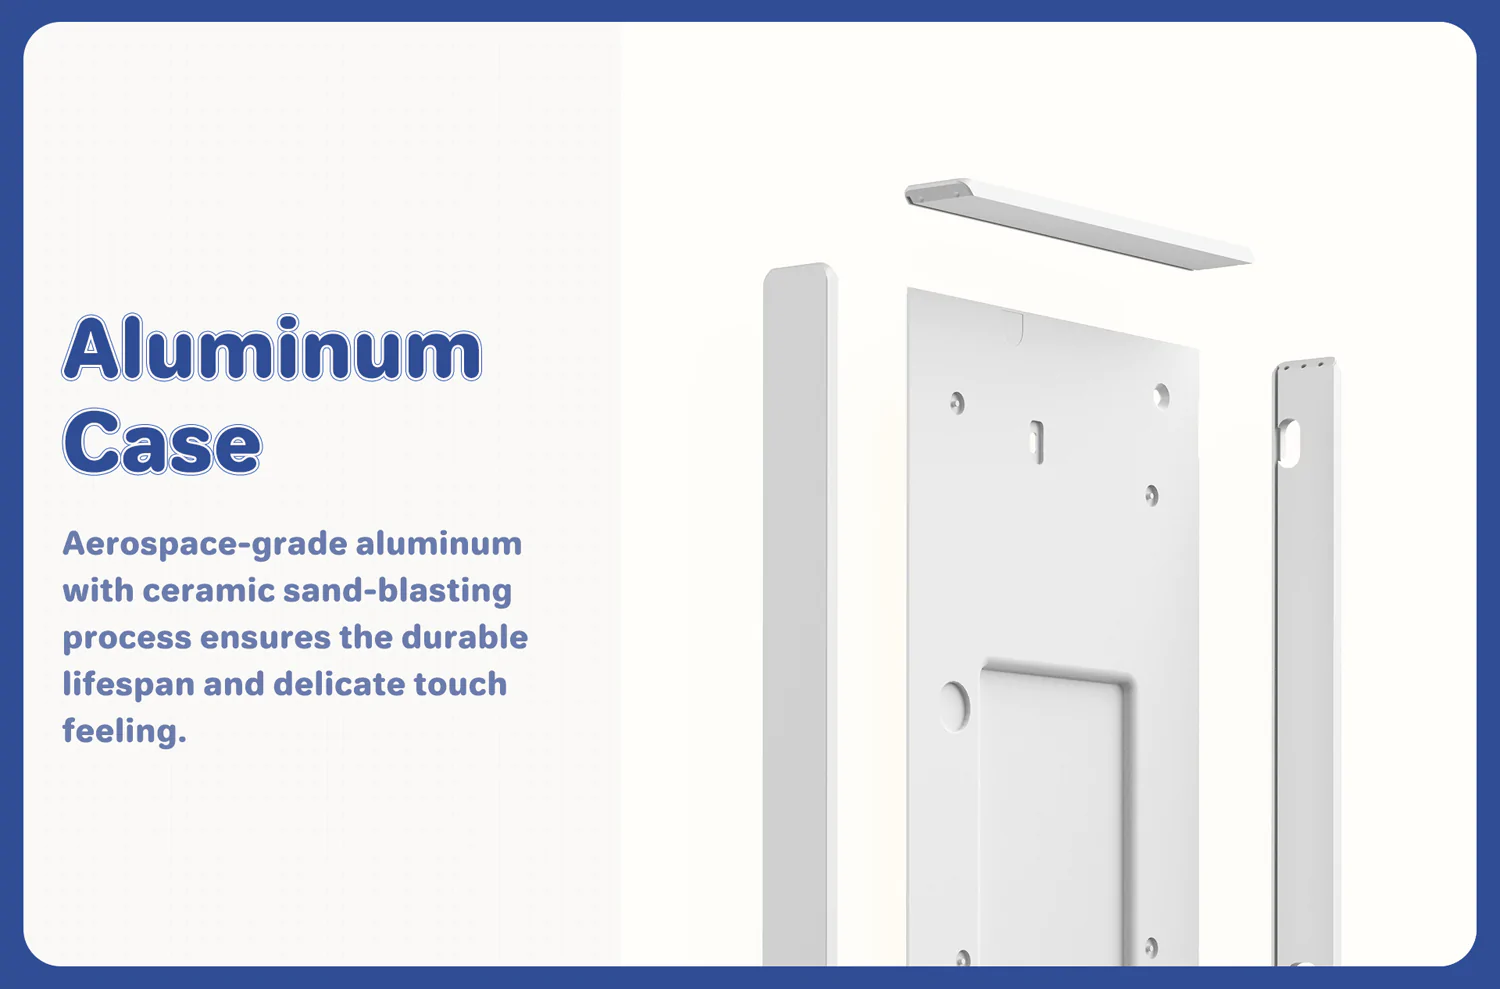 Aluminum
Case
Aerospace-grade aluminum
with ceramic sand-blasting
process ensures the durable
lifespan and delicate touch
feeling.